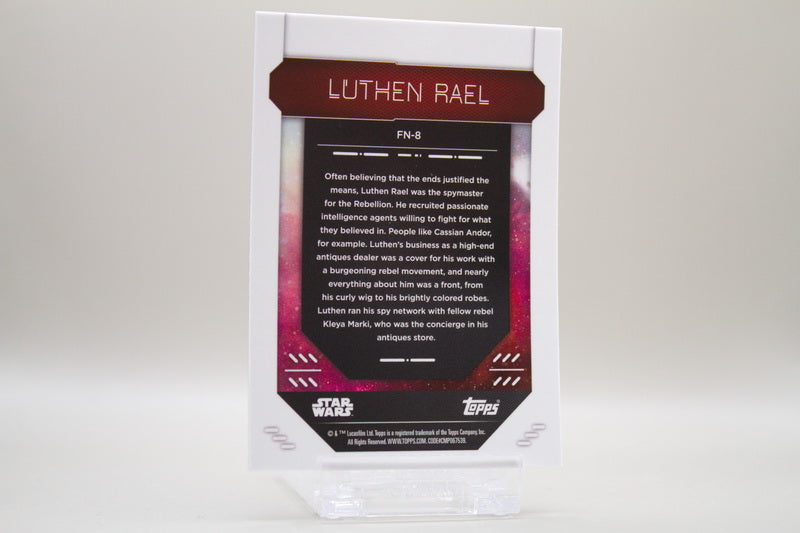 LUTHEN RAEL
FN-8
Often believing that the ends justified the
means, Luthen Rael was the spymaster
for the Rebellion. He recruited passionate
intelligence agents willing to fight for what
they believed in. People like Cassian Andor,
for example. Luthen's business as a high-end
antiques dealer was a cover for his work with
a burgeoning rebel movement, and nearly
everything about him was a front, from
his curly wig to his brightly colored robes.
Luthen ran his spy network with fellow rebel
Kleya Marki, who was the concierge in his
antiques store.
STAR
WARS
Topps
© & ™ Lucasfilm Ltd. Topps is a registered trademark of the Topps Company, Inc.
All Rights Reserved. WWW.TOPPS.COM. CODE#CMP067539.